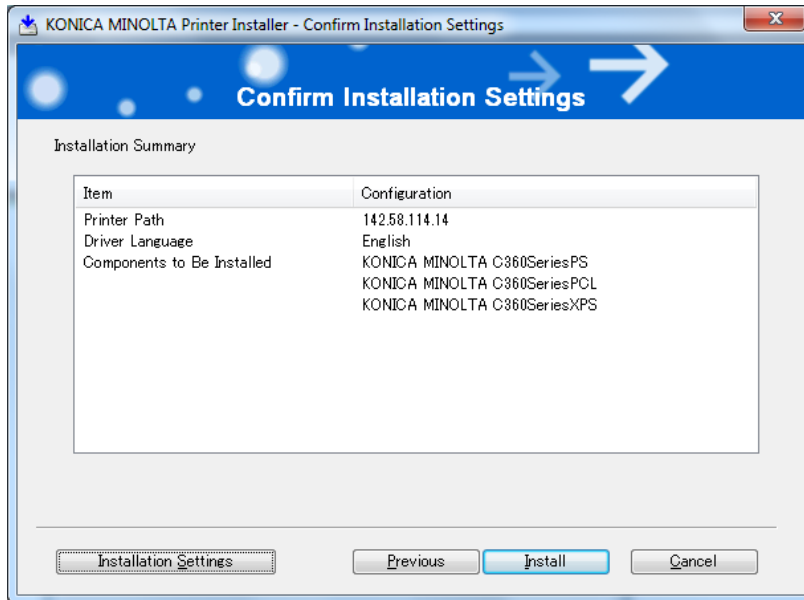 KONICA MINOLTA Printer Installer - Confirm Installation Settings
Confirm Installation Settings
Installation Summary
Item Configuration
Printer Path 142.58.114.14
Driver Language English
Components to Be Installed KONICA MINOLTA C360SeriesPS
KONICA MINOLTA C360SeriesPCL
KONICA MINOLTA C360SeriesXPS
Installation Settings Previous Install Cancel